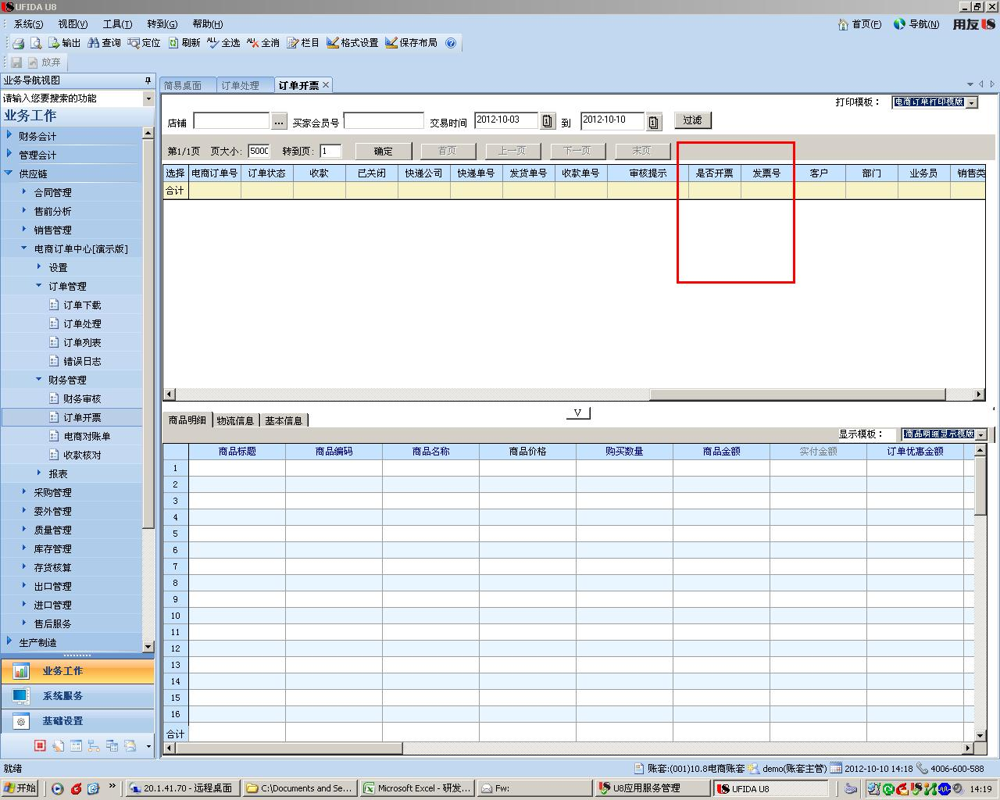 UFIDA U8
系统(S) 视图(V) 工具(T) 转到(G) 帮助(H)
首页(F) 导航(N) 用友U8
输出 查询 定位 刷新 全选 全消 栏目 格式设置 保存布局
放弃
业务导航视图
简易桌面 订单处理 订单开票
请输入您要搜索的功能
打印模板： 电商订单打印模版
业务工作
店铺 ... 买家会员号 交易时间 2012-10-03 到 2012-10-10 过滤
财务会计
管理会计
供应链
合同管理
售前分析
销售管理
电商订单中心[演示版]
设置
订单管理
订单下载
订单处理
订单列表
错误日志
财务管理
财务审核
订单开票
电商对账单
收款核对
报表
采购管理
委外管理
质量管理
库存管理
存货核算
出口管理
进口管理
售后服务
生产制造
业务工作
系统服务
基础设置
第1/1页 页大小: 500 转到页: 1 确定 首页 上一页 下一页 末页
选择 电商订单号 订单状态 收款 已关闭 快递公司 快递单号 发货单号 收款单号 审核提示 是否开票 发票号 客户 部门 业务员 销售类
合计
V
商品明细 物流信息 基本信息
显示模板： 商品明细显示模版
商品标题 商品编码 商品名称 商品价格 购买数量 商品金额 实付金额 订单优惠金额
1
2
3
4
5
6
7
8
9
10
11
12
13
14
15
16
合计
就绪
账套:(001)10.8电商账套 demo(账套主管) 2012-10-10 14:18 4006-600-588
开始 » 20.1.41.70 - 远程桌面 C:\Documents and Se... Microsoft Excel - 研发... Fw: U8应用服务管理 UFIDA U8 14:19